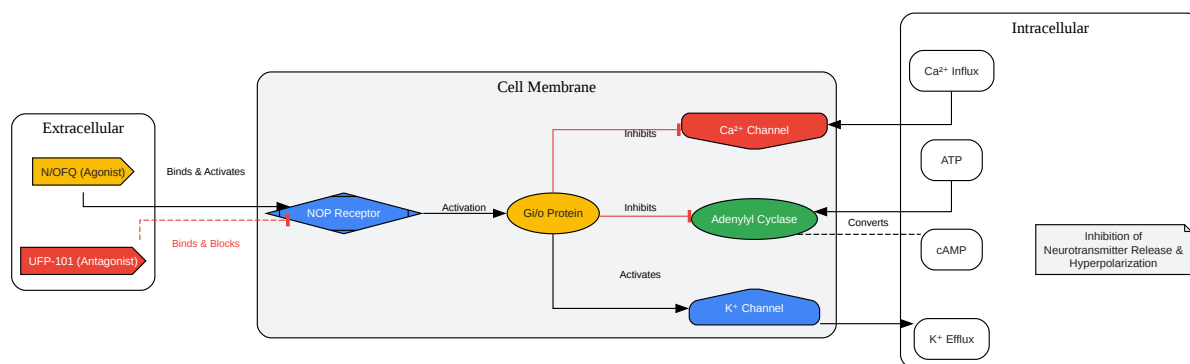 Intracellular
Ca²⁺ Influx
Cell Membrane
Extracellular
Ca²⁺ Channel
Inhibits
N/OFQ (Agonist)
Binds & Activates
ATP
NOP Receptor
Activation
Gi/o Protein
Inhibits
Adenylyl Cyclase
Converts
Binds & Blocks
cAMP
Inhibition of
Neurotransmitter Release &
Hyperpolarization
UFP-101 (Antagonist)
Activates
K⁺ Channel
K⁺ Efflux